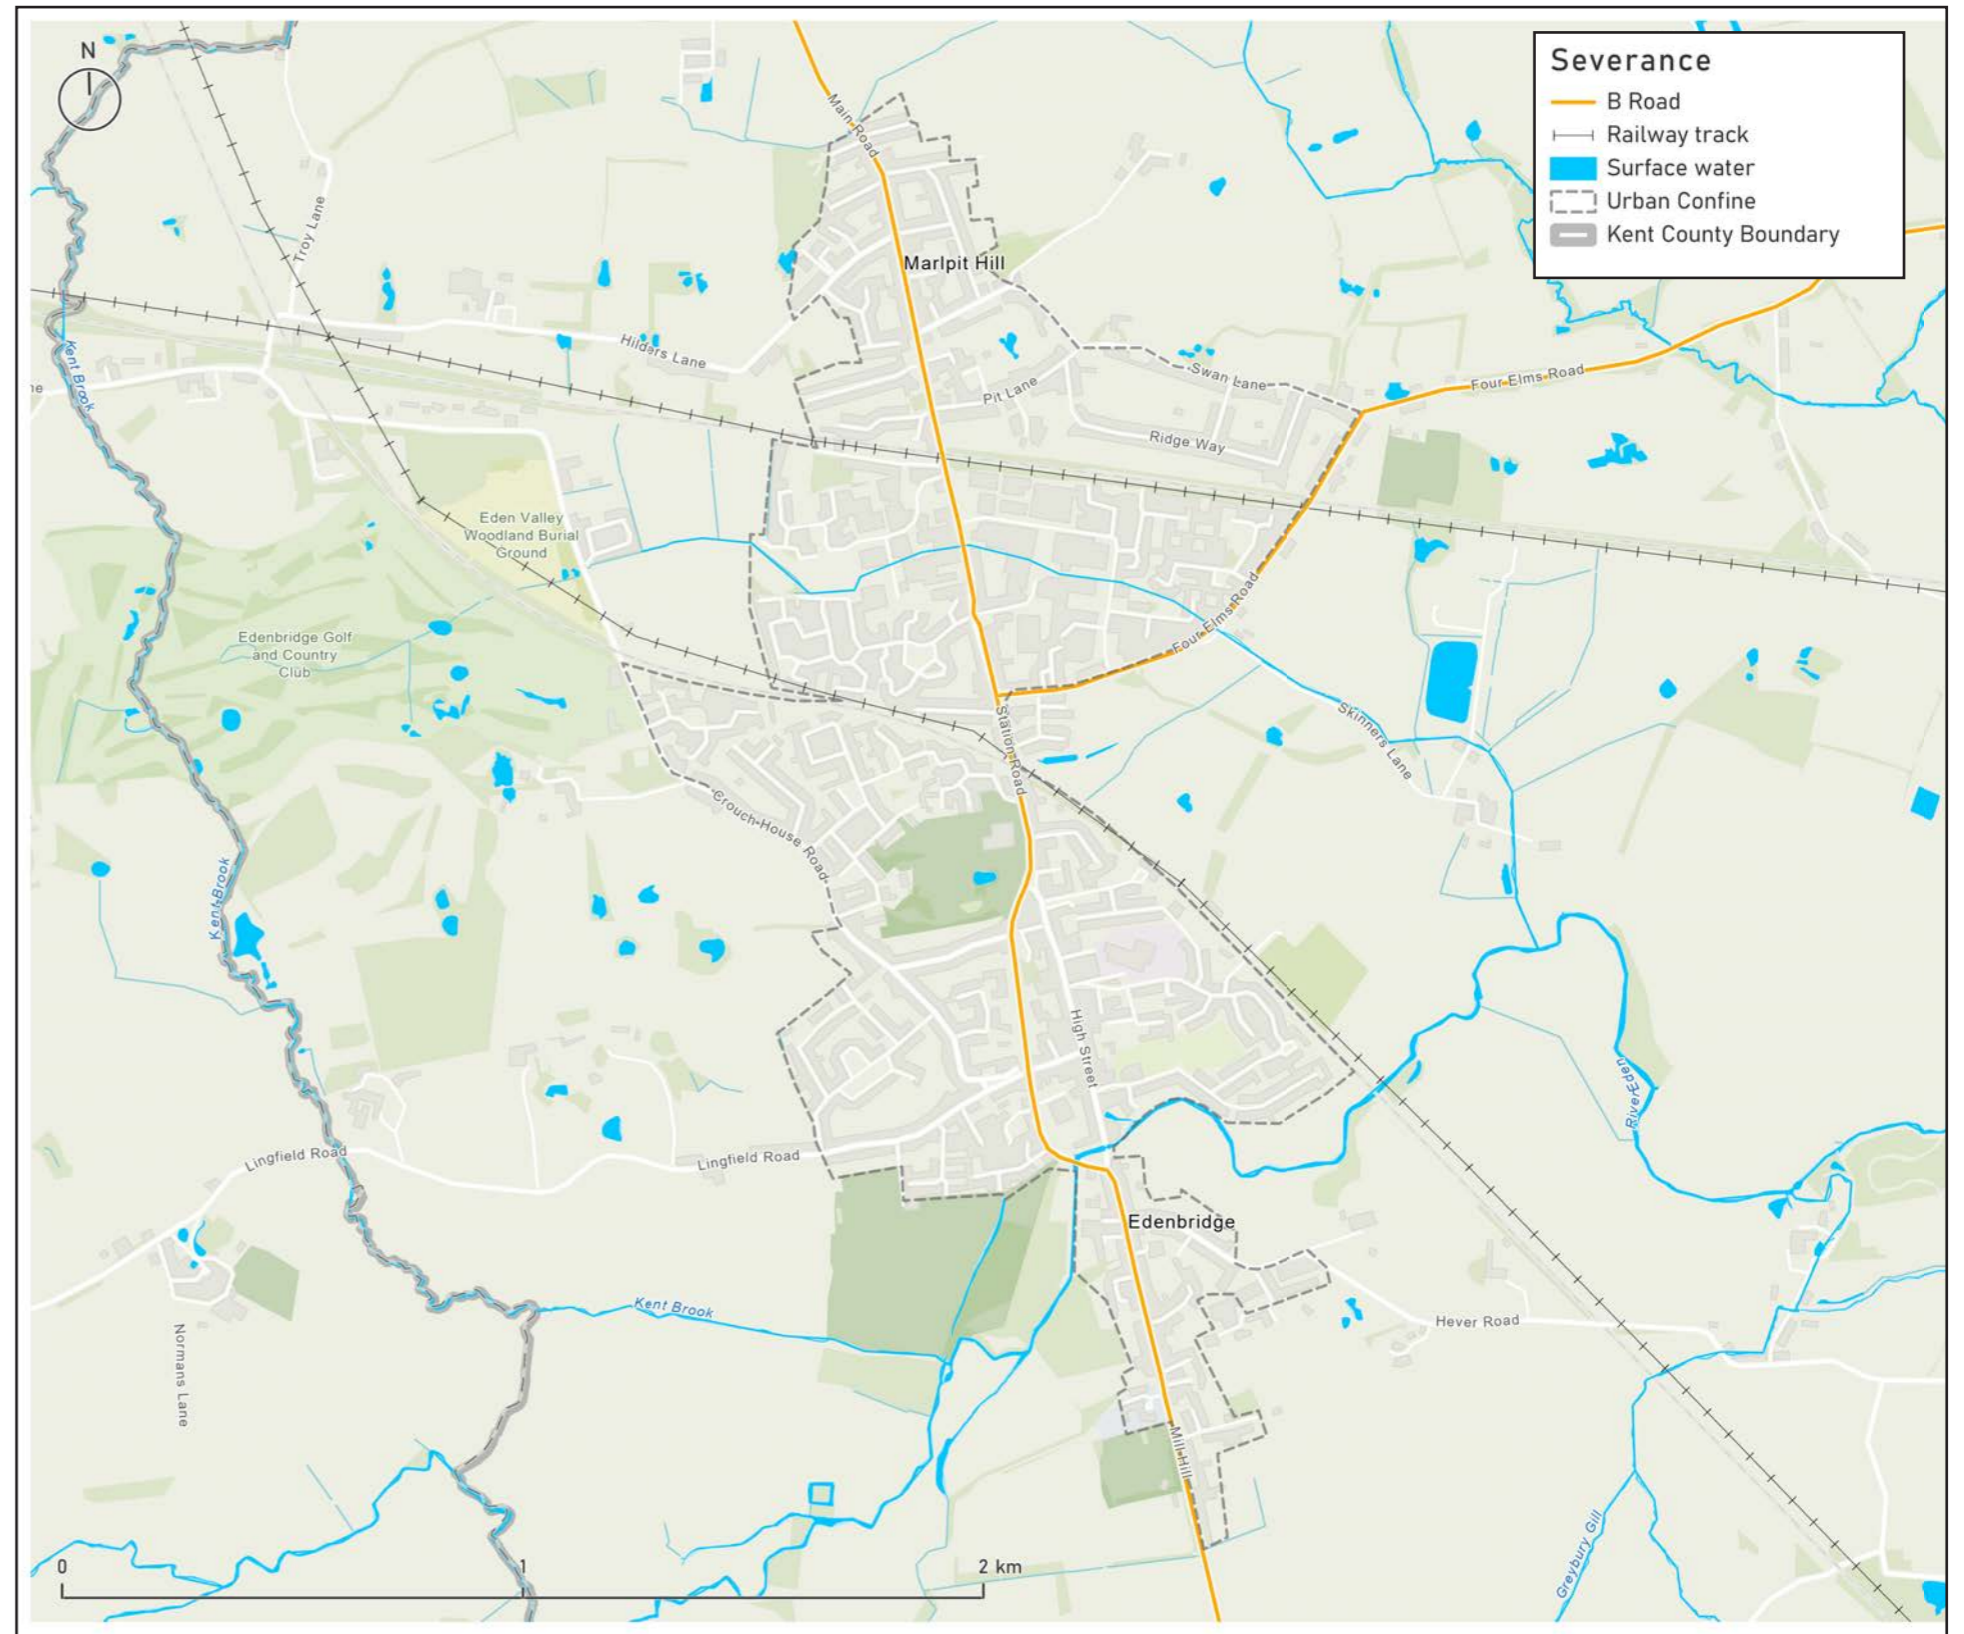 N
Severance
B Road
Railway track
Surface water
Urban Confine
Kent County Boundary
Main Road
Troy Lane
Marlpit Hill
Kent Brook
Hilders Lane
ne
Pit Lane
Swan Lane
Four Elms Road
Ridge Way
Eden Valley
Woodland Burial
Ground
Edenbridge Golf
and Country
Club
Four Elms Road
Station Road
Skinners Lane
Crouch House Road
Kent Brook
High Street
River Eden
Lingfield Road
Lingfield Road
Edenbridge
Kent Brook
Hever Road
Normans Lane
Mill Hill
Greybury Gill
0 1 2 km